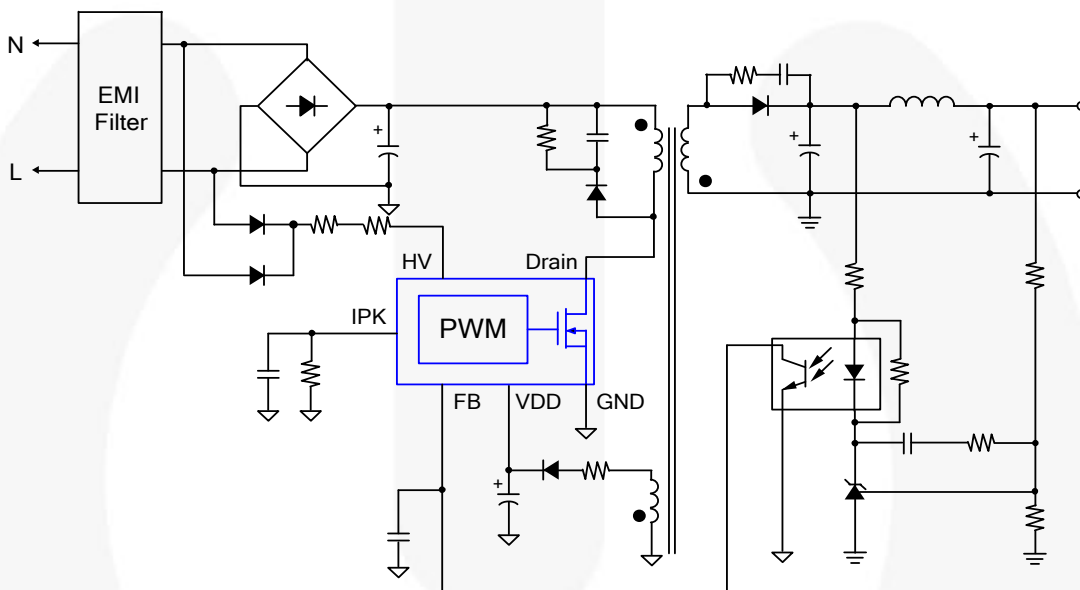 N
EMI
Filter
L
+
+
+
HV
Drain
IPK
PWM
FB
VDD
GND
+